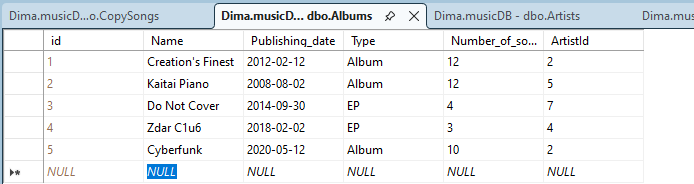 Dima.musicDB...o.CopySongs Dima.musicD... dbo.Albums Dima.musicDB - dbo.Artists Dima.mus
id Name Publishing_date Type Number_of_so... ArtistId
1 Creation's Finest 2012-02-12 Album 12 2
2 Kaitai Piano 2008-08-02 Album 12 5
3 Do Not Cover 2014-09-30 EP 4 7
4 Zdar C1u6 2018-02-02 EP 3 4
5 Cyberfunk 2020-05-12 Album 10 2
NULL NULL NULL NULL NULL NULL